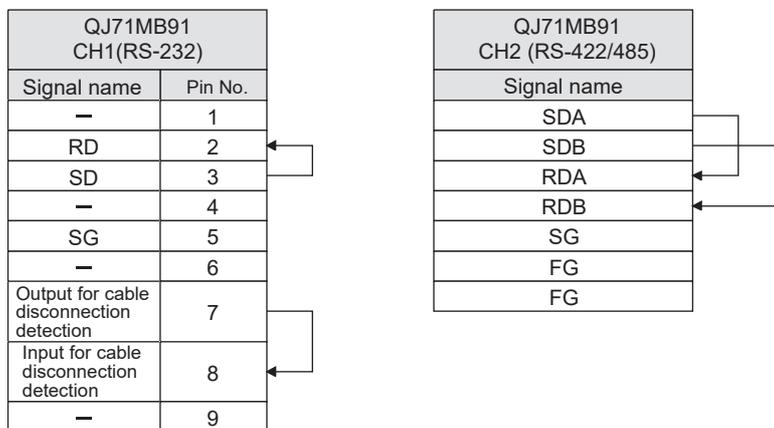 QJ71MB91
CH1(RS-232)
Signal name Pin No.
– 1
RD 2
SD 3
– 4
SG 5
– 6
Output for cable
disconnection
detection
7
Input for cable
disconnection
detection
8
– 9
QJ71MB91
CH2 (RS-422/485)
Signal name
SDA
SDB
RDA
RDB
SG
FG
FG